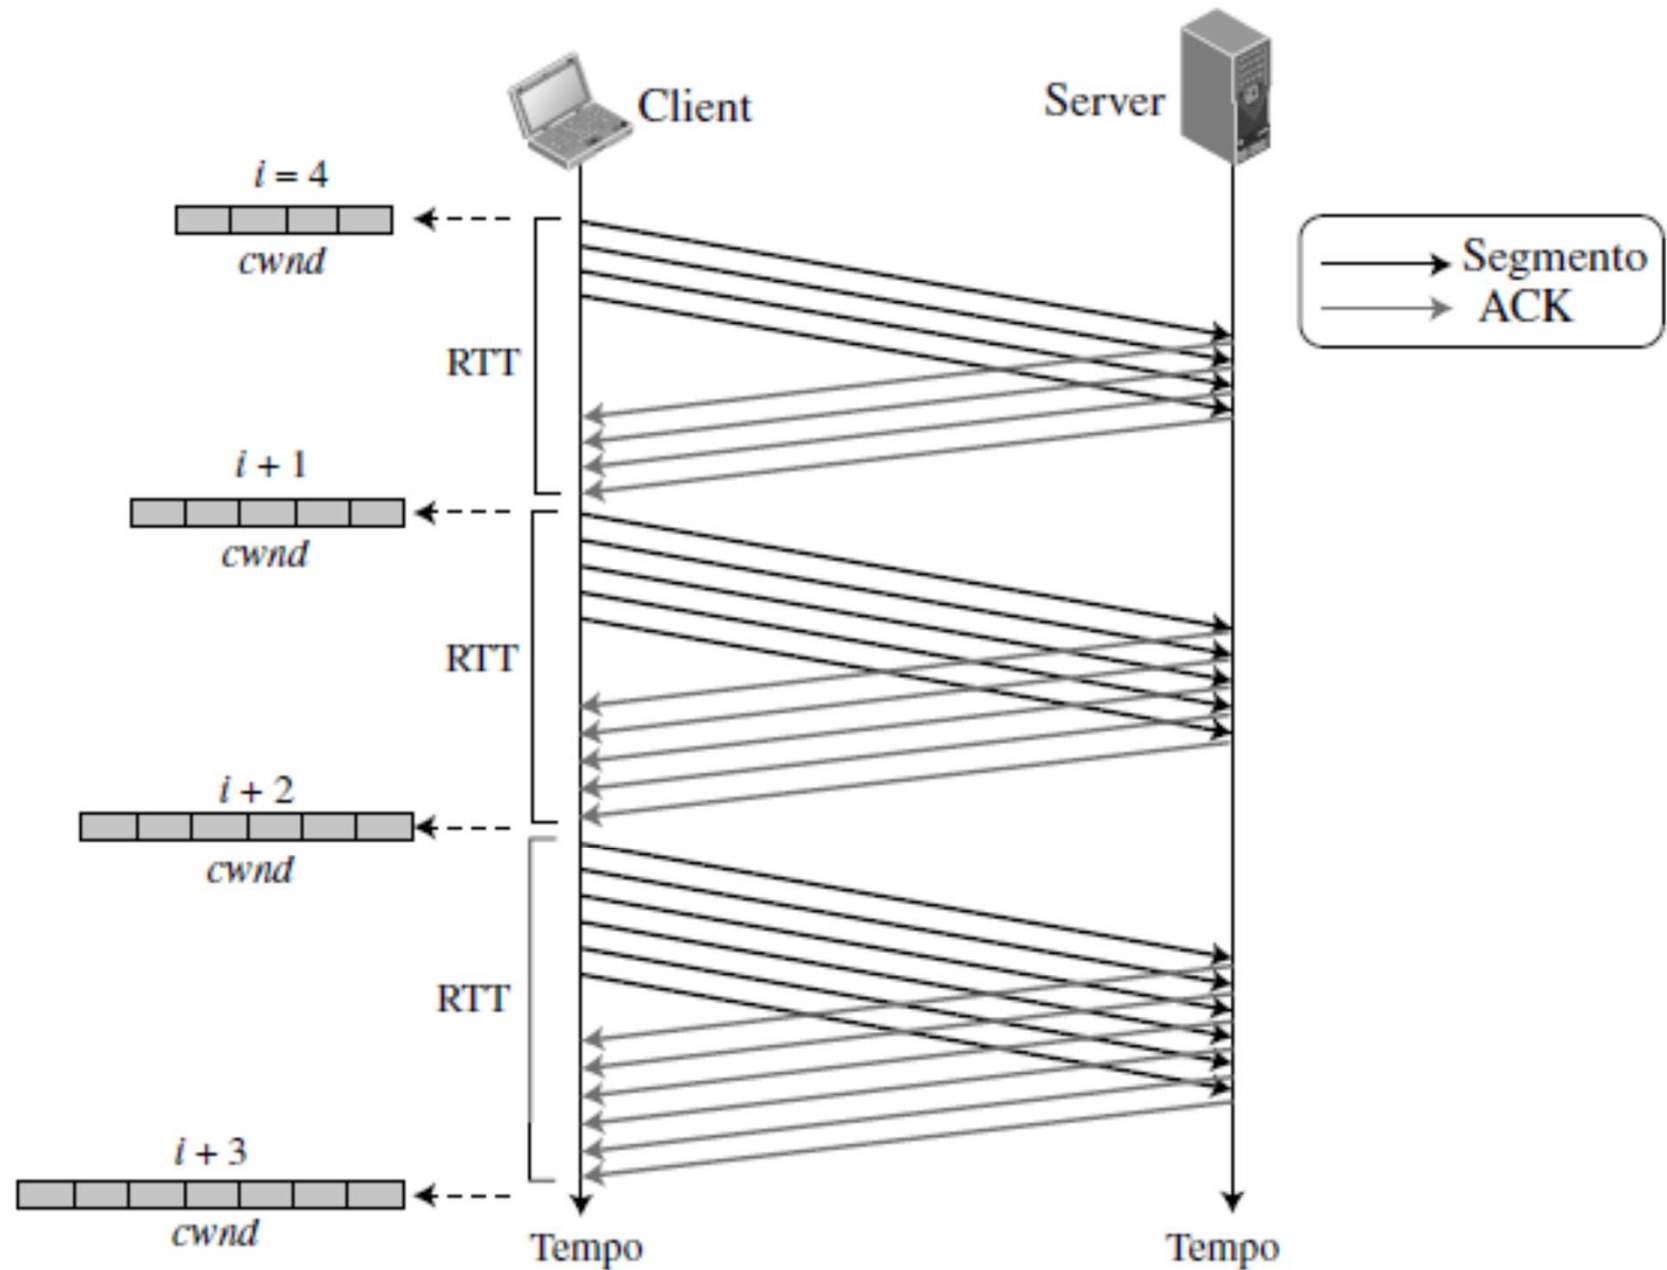 Client
Server
i = 4
cwnd
Segmento
ACK
RTT
i + 1
cwnd
RTT
i + 2
cwnd
RTT
i + 3
cwnd
Tempo
Tempo